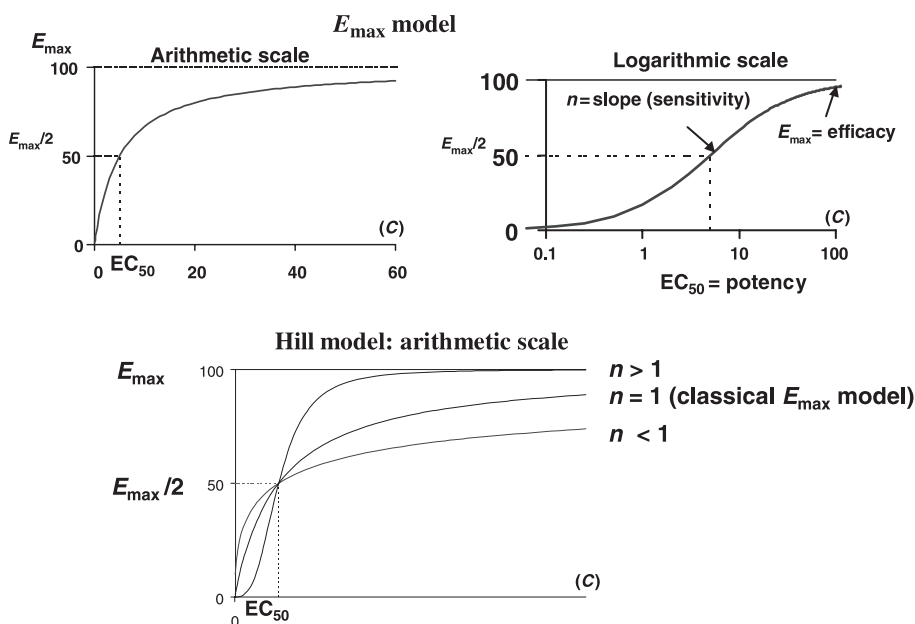 Emax model
Emax
Arithmetic scale
100
Emax/2
50
0
(C)
0 20 40 60
EC50
Logarithmic scale
100
n = slope (sensitivity)
Emax = efficacy
Emax/2
50
0
(C)
0.1 1 10 100
EC50 = potency
Hill model: arithmetic scale
Emax
100
n > 1
n = 1 (classical Emax model)
n < 1
Emax /2
50
0
(C)
0
EC50